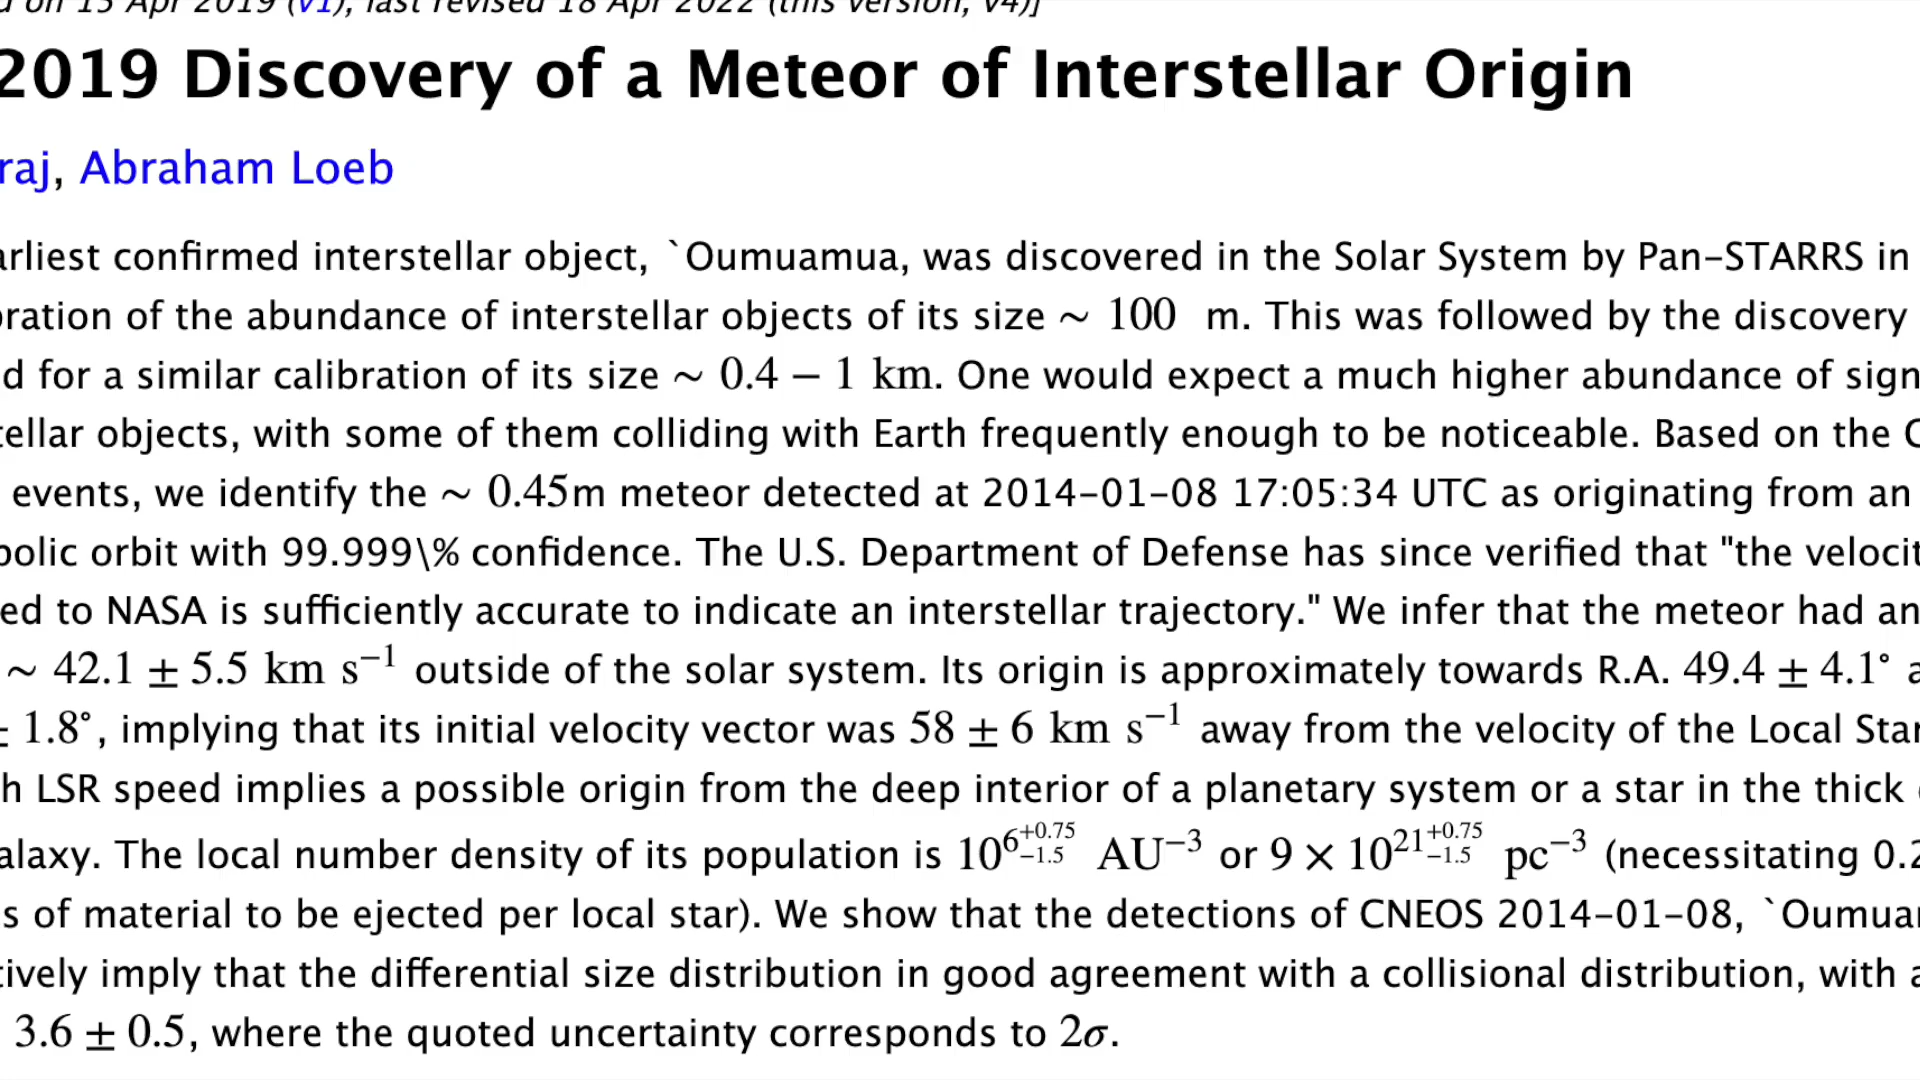 d on 15 Apr 2019 (v1), last revised 18 Apr 2022 (this version, v4)]
2019 Discovery of a Meteor of Interstellar Origin
raj, Abraham Loeb
arliest confirmed interstellar object, `Oumuamua, was discovered in the Solar System by Pan-STARRS in
bration of the abundance of interstellar objects of its size ∼ 100 m. This was followed by the discovery
d for a similar calibration of its size ∼ 0.4 − 1 km. One would expect a much higher abundance of sign
tellar objects, with some of them colliding with Earth frequently enough to be noticeable. Based on the C
events, we identify the ∼ 0.45m meteor detected at 2014-01-08 17:05:34 UTC as originating from an
bolic orbit with 99.999\% confidence. The U.S. Department of Defense has since verified that "the velocit
ed to NASA is sufficiently accurate to indicate an interstellar trajectory." We infer that the meteor had an
∼ 42.1 ± 5.5 km s⁻¹ outside of the solar system. Its origin is approximately towards R.A. 49.4 ± 4.1° a
± 1.8°, implying that its initial velocity vector was 58 ± 6 km s⁻¹ away from the velocity of the Local Stan
h LSR speed implies a possible origin from the deep interior of a planetary system or a star in the thick
alaxy. The local number density of its population is 10^{6^{+0.75}_{-1.5}} AU⁻³ or 9 × 10^{21^{+0.75}_{-1.5}} pc⁻³ (necessitating 0.2
s of material to be ejected per local star). We show that the detections of CNEOS 2014-01-08, `Oumuam
tively imply that the differential size distribution in good agreement with a collisional distribution, with a
3.6 ± 0.5, where the quoted uncertainty corresponds to 2σ.